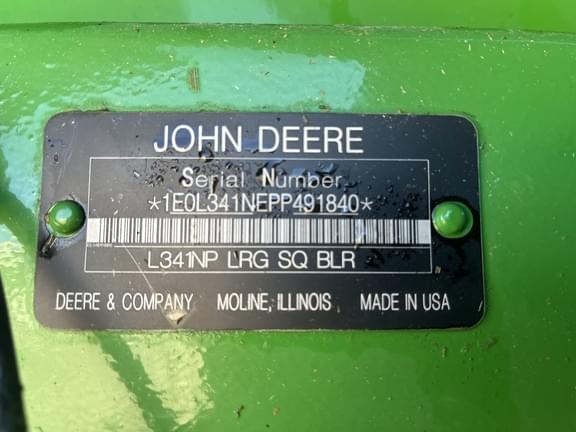 JOHN DEERE
Serial Number
*1E0L341NEPP491840*
L341NP LRG SQ BLR
DEERE & COMPANY MOLINE, ILLINOIS MADE IN USA